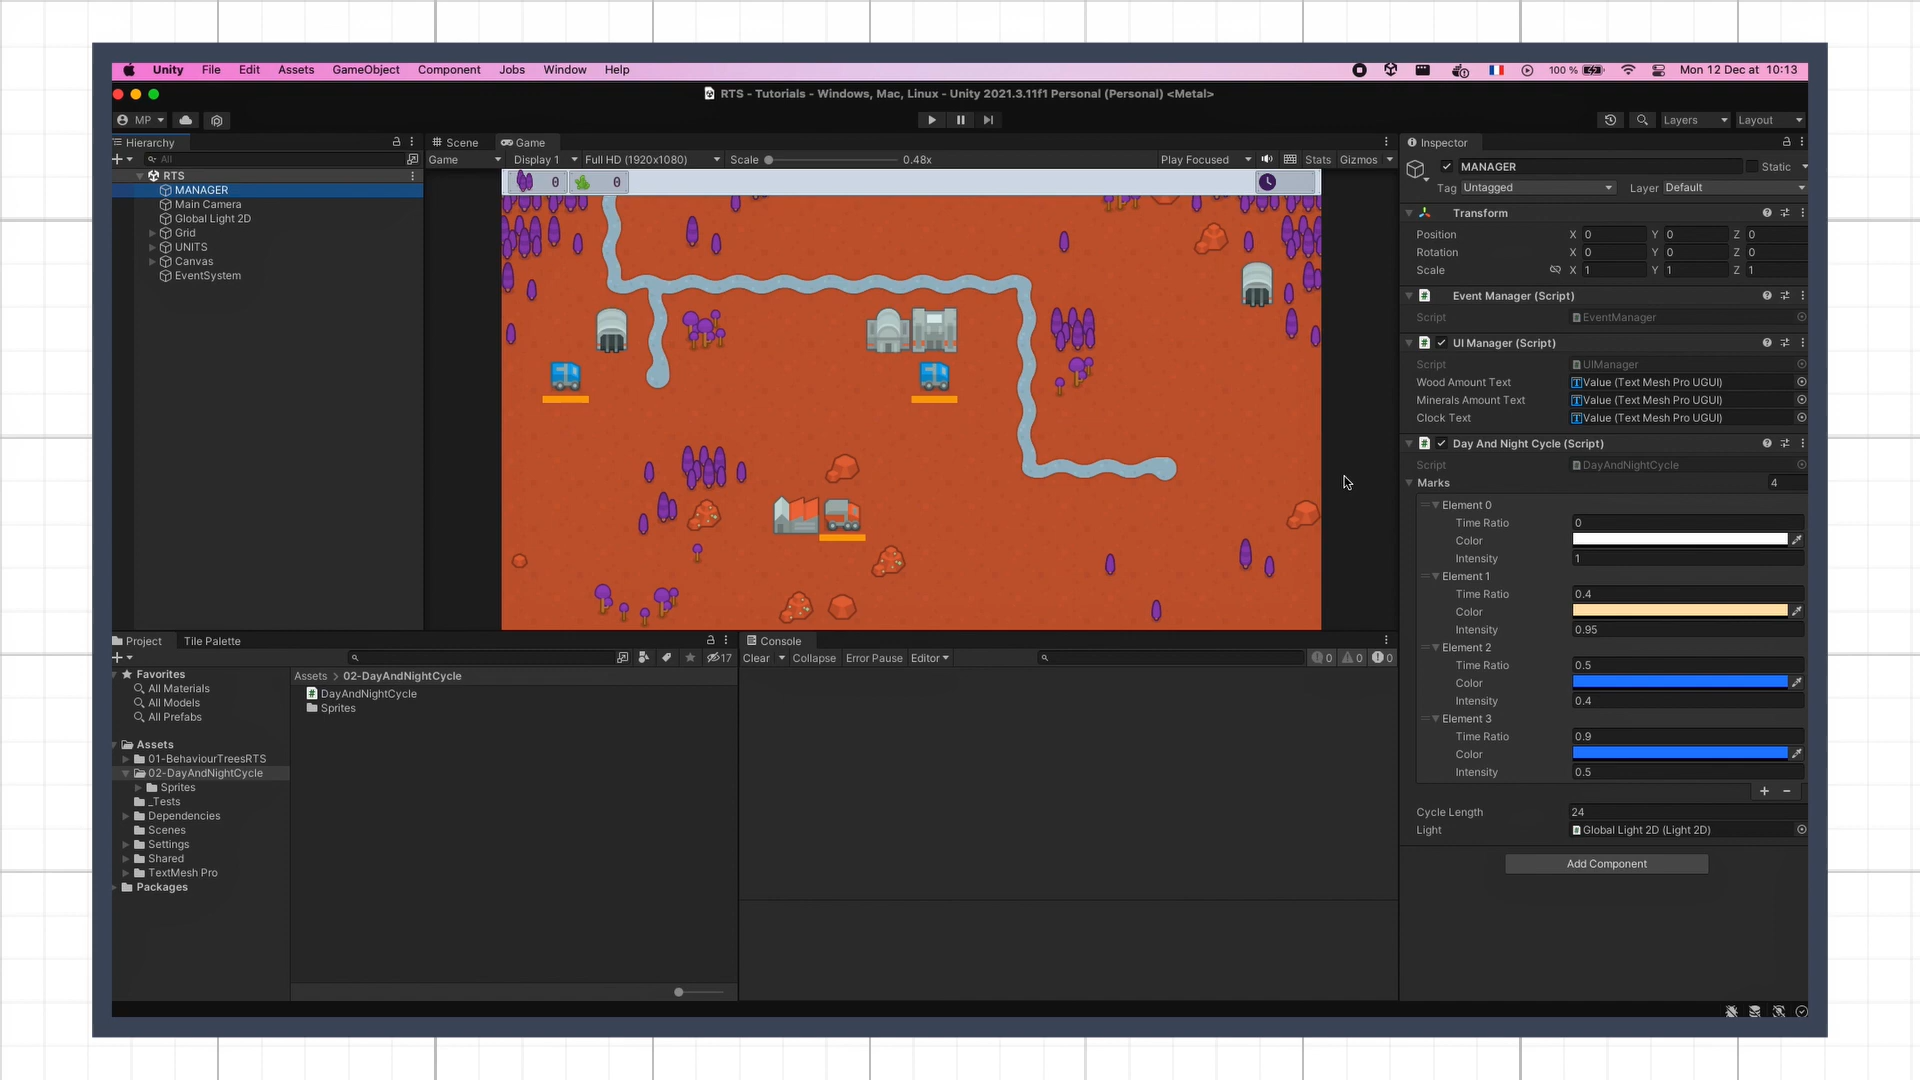 Unity File Edit Assets GameObject Component Jobs Window Help 100 % Mon 12 Dec at 10:13
RTS - Tutorials - Windows, Mac, Linux - Unity 2021.3.11f1 Personal (Personal) <Metal>
MP Layers Layout
Hierarchy
All
RTS
MANAGER
Main Camera
Global Light 2D
Grid
UNITS
Canvas
EventSystem
Scene Game
Game Display 1 Full HD (1920x1080) Scale 0.48x Play Focused Stats Gizmos
0 0
Inspector
MANAGER Static
Tag Untagged Layer Default
Transform
Position X 0 Y 0 Z 0
Rotation X 0 Y 0 Z 0
Scale X 1 Y 1 Z 1
# Event Manager (Script)
Script EventManager
# UI Manager (Script)
Script UIManager
Wood Amount Text Value (Text Mesh Pro UGUI)
Minerals Amount Text Value (Text Mesh Pro UGUI)
Clock Text Value (Text Mesh Pro UGUI)
# Day And Night Cycle (Script)
Script DayAndNightCycle
Marks 4
Element 0
Time Ratio 0
Color
Intensity 1
Element 1
Time Ratio 0.4
Color
Intensity 0.95
Element 2
Time Ratio 0.5
Color
Intensity 0.4
Element 3
Time Ratio 0.9
Color
Intensity 0.5
+ −
Cycle Length 24
Light Global Light 2D (Light 2D)
Add Component
Project Tile Palette
17
Favorites
All Materials
All Models
All Prefabs
Assets
01-BehaviourTreesRTS
02-DayAndNightCycle
Sprites
_Tests
Dependencies
Scenes
Settings
Shared
TextMesh Pro
Packages
Assets > 02-DayAndNightCycle
DayAndNightCycle
Sprites
Console
Clear Collapse Error Pause Editor 0 0 0